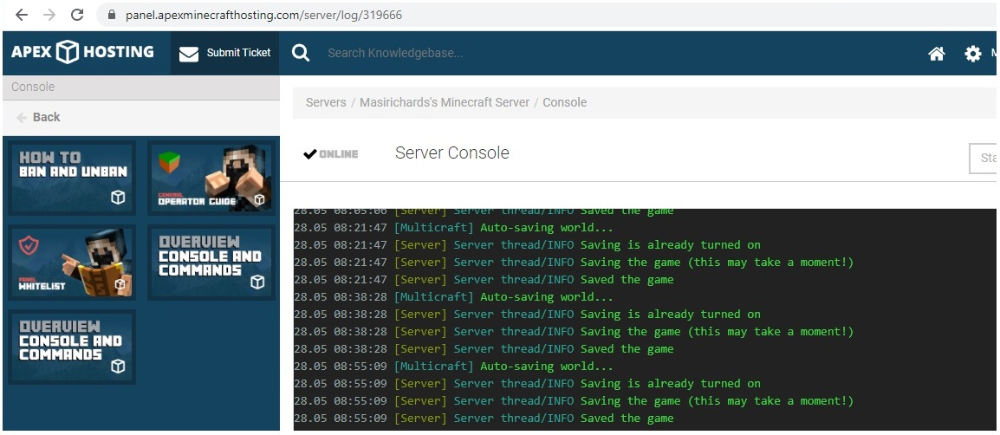 panel.apexminecrafthosting.com/server/log/319666
APEX HOSTING
Submit Ticket
Search Knowledgebase...
M
Console
Back
HOW TO
BAN AND UNBAN
GENERAL
OPERATOR GUIDE
PANEL
WHITELIST
OVERVIEW
CONSOLE AND
COMMANDS
OVERVIEW
CONSOLE AND
COMMANDS
Servers / Masirichards's Minecraft Server / Console
ONLINE
Server Console
Sta
28.05 08:05:06 [Server] Server thread/INFO Saved the game
28.05 08:21:47 [Multicraft] Auto-saving world...
28.05 08:21:47 [Server] Server thread/INFO Saving is already turned on
28.05 08:21:47 [Server] Server thread/INFO Saving the game (this may take a moment!)
28.05 08:21:47 [Server] Server thread/INFO Saved the game
28.05 08:38:28 [Multicraft] Auto-saving world...
28.05 08:38:28 [Server] Server thread/INFO Saving is already turned on
28.05 08:38:28 [Server] Server thread/INFO Saving the game (this may take a moment!)
28.05 08:38:28 [Server] Server thread/INFO Saved the game
28.05 08:55:09 [Multicraft] Auto-saving world...
28.05 08:55:09 [Server] Server thread/INFO Saving is already turned on
28.05 08:55:09 [Server] Server thread/INFO Saving the game (this may take a moment!)
28.05 08:55:09 [Server] Server thread/INFO Saved the game